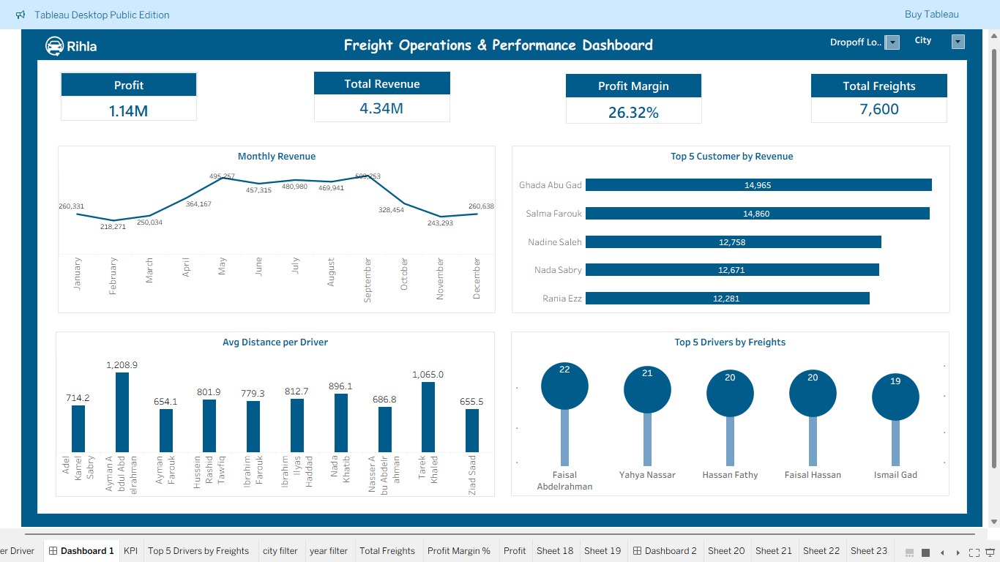 Tableau Desktop Public Edition
Buy Tableau
Rihla
Freight Operations & Performance Dashboard
Dropoff Lo..
City
Profit
1.14M
Total Revenue
4.34M
Profit Margin
26.32%
Total Freights
7,600
Monthly Revenue
260,331
218,271
250,034
364,167
495,257
457,315
480,980
469,941
509,253
328,454
243,293
260,638
January
February
March
April
May
June
July
August
September
October
November
December
Top 5 Customer by Revenue
Ghada Abu Gad 14,965
Salma Farouk 14,860
Nadine Saleh 12,758
Nada Sabry 12,671
Rania Ezz 12,281
Avg Distance per Driver
714.2
1,208.9
654.1
801.9
779.3
812.7
896.1
686.8
1,065.0
655.5
Adel
Kamel
Sabry
Ayman A
bdul Abd
elrahman
Ayman
Farouk
Hussein
Rashid
Tawfiq
Ibrahim
Farouk
Ibrahim
Ilyas
Haddad
Nada
Khatib
Nasser A
bu Abdelr
ahman
Tarek
Khaled
Ziad Saad
Top 5 Drivers by Freights
22
21
20
20
19
Faisal
Abdelrahman
Yahya Nassar
Hassan Fathy
Faisal Hassan
Ismail Gad
er Driver
Dashboard 1
KPI
Top 5 Drivers by Freights
city filter
year filter
Total Freights
Profit Margin %
Profit
Sheet 18
Sheet 19
Dashboard 2
Sheet 20
Sheet 21
Sheet 22
Sheet 23